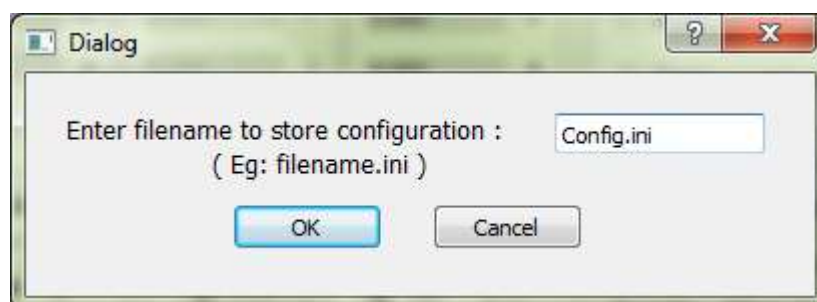 Dialog
Enter filename to store configuration :
Config.ini
( Eg: filename.ini )
OK
Cancel